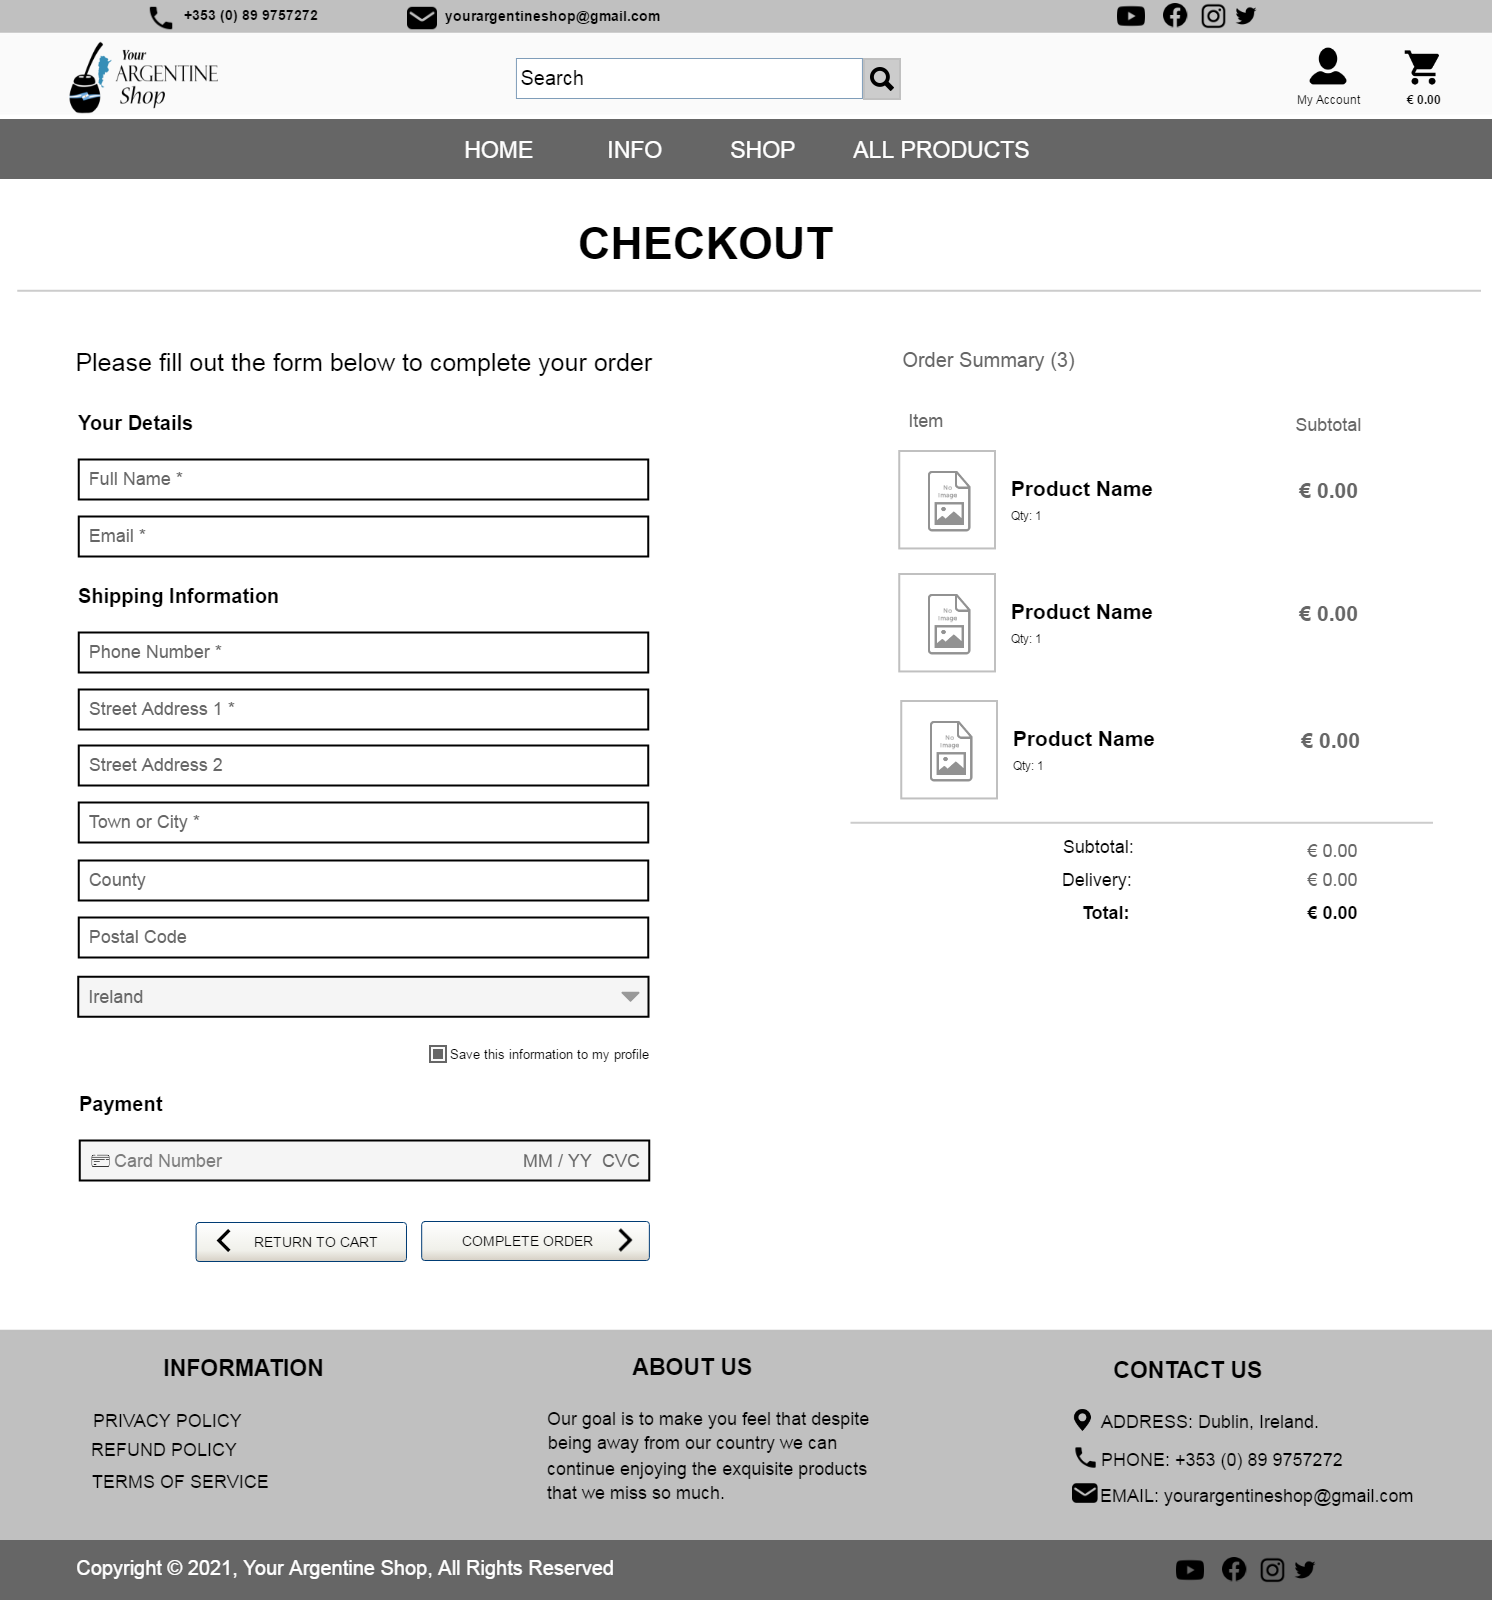 +353 (0) 89 9757272
yourargentineshop@gmail.com
Your
ARGENTINE
Shop
Search
My Account
€ 0.00
HOME INFO SHOP ALL PRODUCTS
CHECKOUT
Please fill out the form below to complete your order
Your Details
Full Name *
Email *
Shipping Information
Phone Number *
Street Address 1 *
Street Address 2
Town or City *
County
Postal Code
Ireland
Save this information to my profile
Payment
Card Number MM / YY CVC
RETURN TO CART
COMPLETE ORDER
Order Summary (3)
Item Subtotal
No
Image
Product Name € 0.00
Qty: 1
No
Image
Product Name € 0.00
Qty: 1
No
Image
Product Name € 0.00
Qty: 1
Subtotal: € 0.00
Delivery: € 0.00
Total: € 0.00
INFORMATION
PRIVACY POLICY
REFUND POLICY
TERMS OF SERVICE
ABOUT US
Our goal is to make you feel that despite
being away from our country we can
continue enjoying the exquisite products
that we miss so much.
CONTACT US
ADDRESS: Dublin, Ireland.
PHONE: +353 (0) 89 9757272
EMAIL: yourargentineshop@gmail.com
Copyright © 2021, Your Argentine Shop, All Rights Reserved